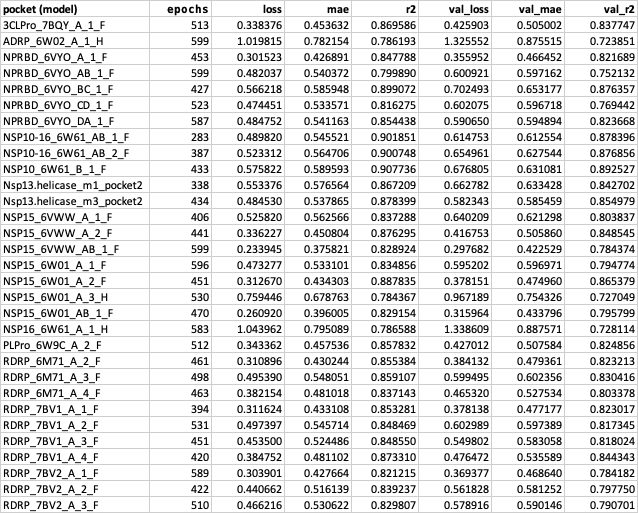 pocket (model) epochs loss mae r2 val_loss val_mae val_r2
3CLPro_7BQY_A_1_F 513 0.338376 0.453632 0.869586 0.425903 0.505002 0.837747
ADRP_6W02_A_1_H 599 1.019815 0.782154 0.786193 1.325552 0.875515 0.723851
NPRBD_6VYO_A_1_F 453 0.301523 0.426891 0.847788 0.355952 0.466452 0.821689
NPRBD_6VYO_AB_1_F 599 0.482037 0.540372 0.799890 0.600921 0.597162 0.752132
NPRBD_6VYO_BC_1_F 427 0.566218 0.585948 0.899072 0.702493 0.653177 0.876357
NPRBD_6VYO_CD_1_F 523 0.474451 0.533571 0.816275 0.602075 0.596718 0.769442
NPRBD_6VYO_DA_1_F 587 0.484752 0.541163 0.854438 0.590650 0.594894 0.823668
NSP10-16_6W61_AB_1_F 283 0.489820 0.545521 0.901851 0.614753 0.612554 0.878396
NSP10-16_6W61_AB_2_F 387 0.523312 0.564706 0.900748 0.654961 0.627544 0.876856
NSP10_6W61_B_1_F 433 0.575822 0.589593 0.907736 0.676805 0.631081 0.892527
Nsp13.helicase_m1_pocket2 338 0.553376 0.576564 0.867209 0.662782 0.633428 0.842702
Nsp13.helicase_m3_pocket2 434 0.484530 0.537865 0.878399 0.582343 0.585459 0.854979
NSP15_6VWW_A_1_F 406 0.525820 0.562566 0.837288 0.640209 0.621298 0.803837
NSP15_6VWW_A_2_F 441 0.336227 0.450804 0.876295 0.416753 0.505860 0.848545
NSP15_6VWW_AB_1_F 599 0.233945 0.375821 0.828924 0.297682 0.422529 0.784374
NSP15_6W01_A_1_F 596 0.473277 0.533101 0.834856 0.595202 0.596971 0.794774
NSP15_6W01_A_2_F 451 0.312670 0.434303 0.887835 0.378151 0.474960 0.865379
NSP15_6W01_A_3_H 530 0.759446 0.678763 0.784367 0.967189 0.754326 0.727049
NSP15_6W01_AB_1_F 470 0.260920 0.396005 0.829154 0.315964 0.433796 0.795799
NSP16_6W61_A_1_H 583 1.043962 0.795089 0.786588 1.338609 0.887571 0.728114
PLPro_6W9C_A_2_F 512 0.343362 0.457536 0.857832 0.427012 0.507584 0.824856
RDRP_6M71_A_2_F 461 0.310896 0.430244 0.855384 0.384132 0.479361 0.823213
RDRP_6M71_A_3_F 498 0.495390 0.548051 0.859107 0.599495 0.602356 0.830416
RDRP_6M71_A_4_F 463 0.382154 0.481018 0.837143 0.465320 0.527534 0.803378
RDRP_7BV1_A_1_F 394 0.311624 0.433108 0.853281 0.378138 0.477177 0.823017
RDRP_7BV1_A_2_F 531 0.497397 0.545714 0.848469 0.602989 0.597389 0.817345
RDRP_7BV1_A_3_F 451 0.453500 0.524486 0.848550 0.549802 0.583058 0.818024
RDRP_7BV1_A_4_F 420 0.384752 0.481102 0.873310 0.476472 0.535589 0.844343
RDRP_7BV2_A_1_F 589 0.303901 0.427664 0.821215 0.369377 0.468640 0.784182
RDRP_7BV2_A_2_F 422 0.440662 0.516139 0.839237 0.561828 0.581252 0.797750
RDRP_7BV2_A_3_F 510 0.466216 0.530622 0.829807 0.578916 0.590146 0.790701